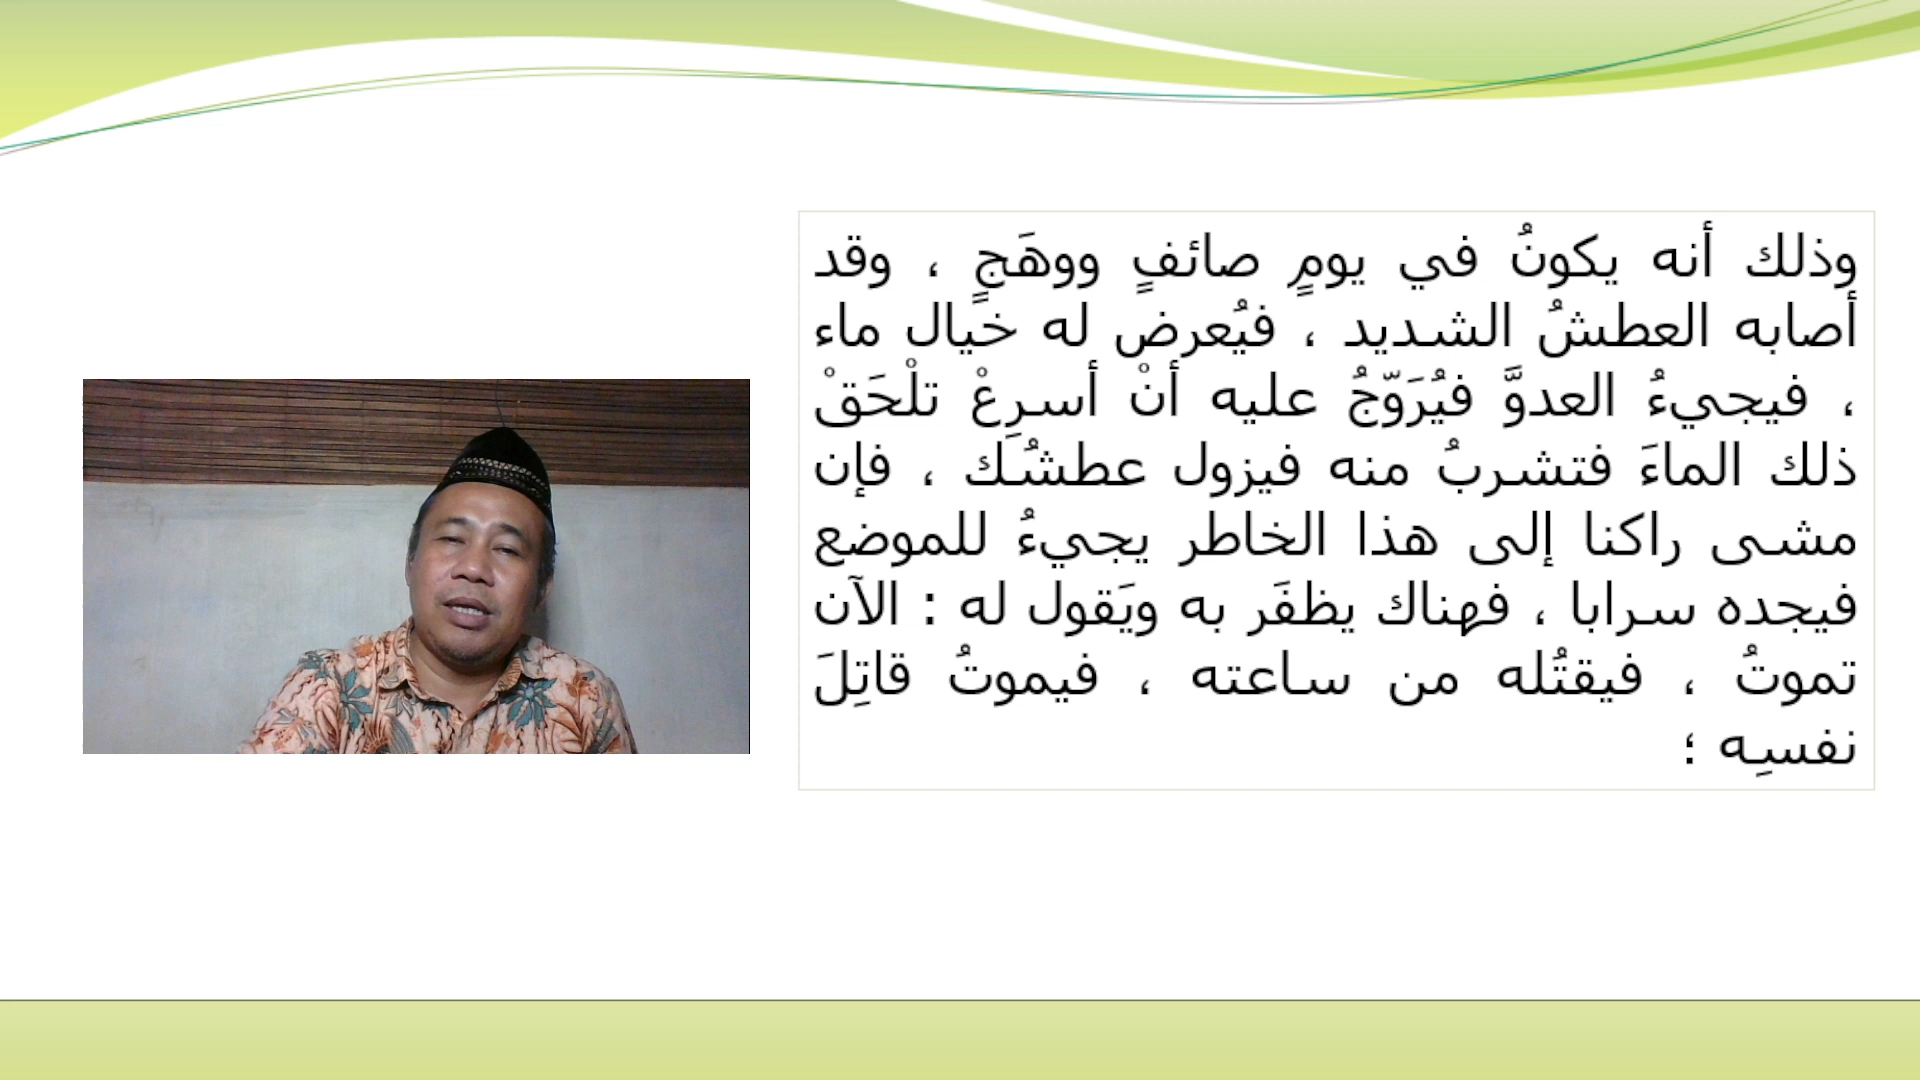 وذلك أنه يكونُ في يومٍ صائفٍ ووهَجٍ ، وقد
أصابه العطشُ الشديد ، فيُعرض له خيال ماء
، فيجيءُ العدوَّ فيُرَوّجُ عليه أنْ أسرِعْ تلْحَقْ
ذلك الماءَ فتشربُ منه فيزول عطشُك ، فإن
مشى راكنا إلى هذا الخاطر يجيءُ للموضع
فيجده سرابا ، فهناك يظفَر به ويَقول له : الآن
تموتُ ، فيقتُله من ساعته ، فيموتُ قاتِلَ
نفسِه ؛